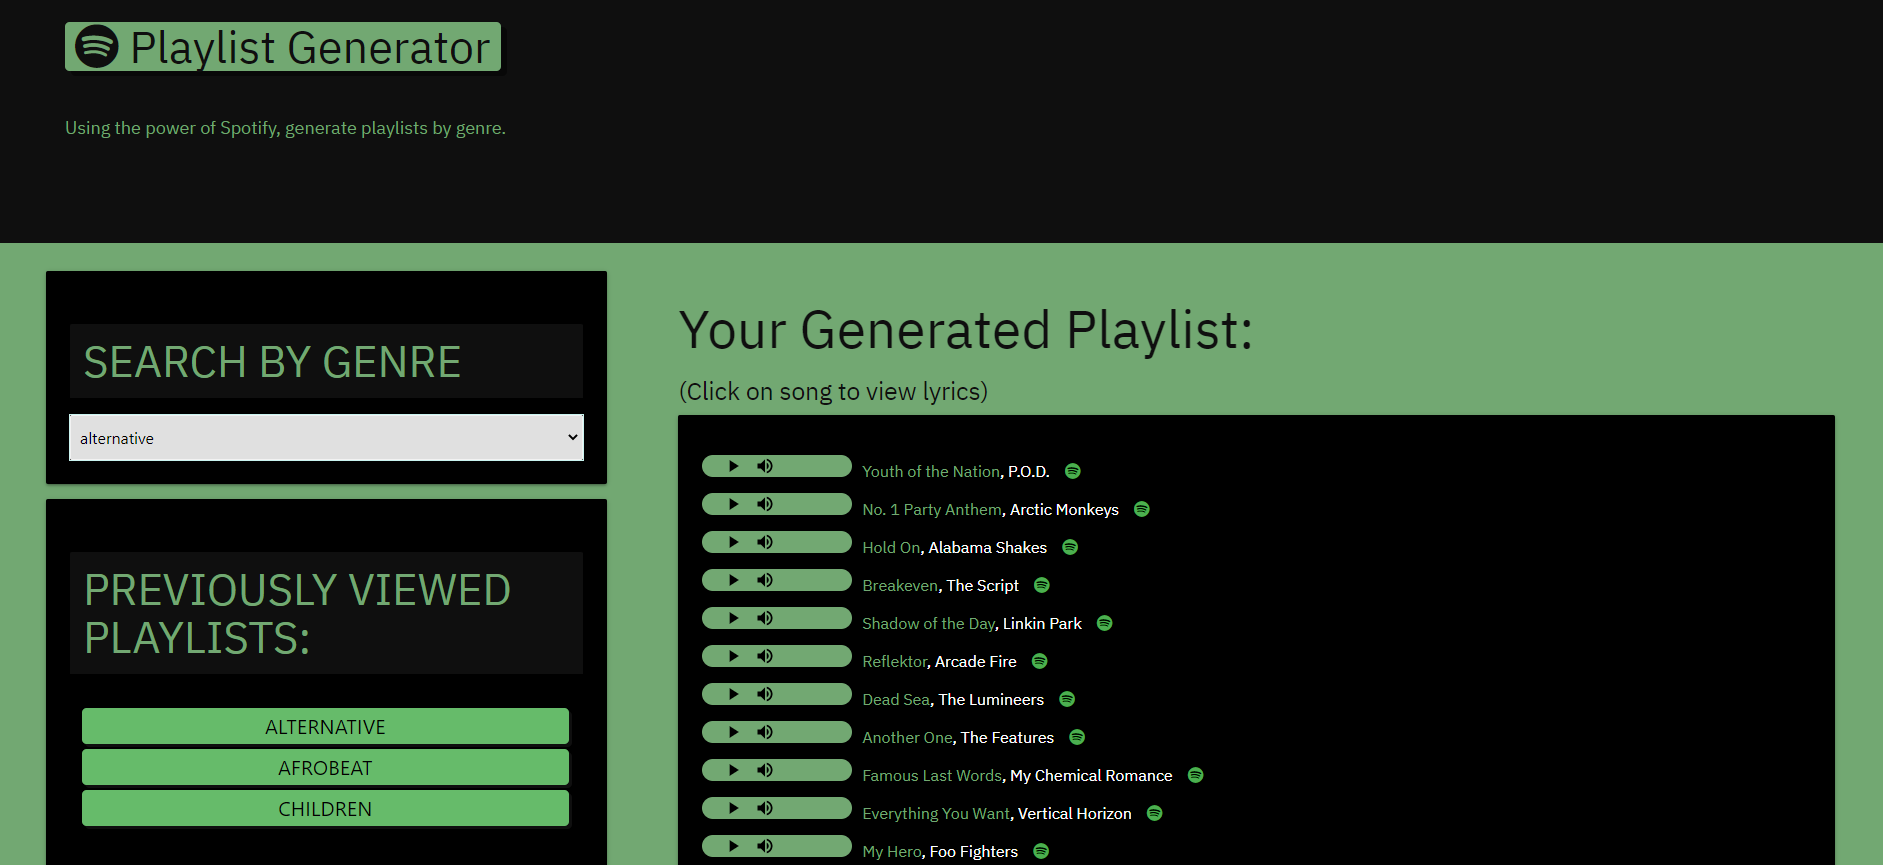 Playlist Generator
Using the power of Spotify, generate playlists by genre.
SEARCH BY GENRE
alternative
PREVIOUSLY VIEWED
PLAYLISTS:
ALTERNATIVE
AFROBEAT
CHILDREN
Your Generated Playlist:
(Click on song to view lyrics)
Youth of the Nation, P.O.D.
No. 1 Party Anthem, Arctic Monkeys
Hold On, Alabama Shakes
Breakeven, The Script
Shadow of the Day, Linkin Park
Reflektor, Arcade Fire
Dead Sea, The Lumineers
Another One, The Features
Famous Last Words, My Chemical Romance
Everything You Want, Vertical Horizon
My Hero, Foo Fighters